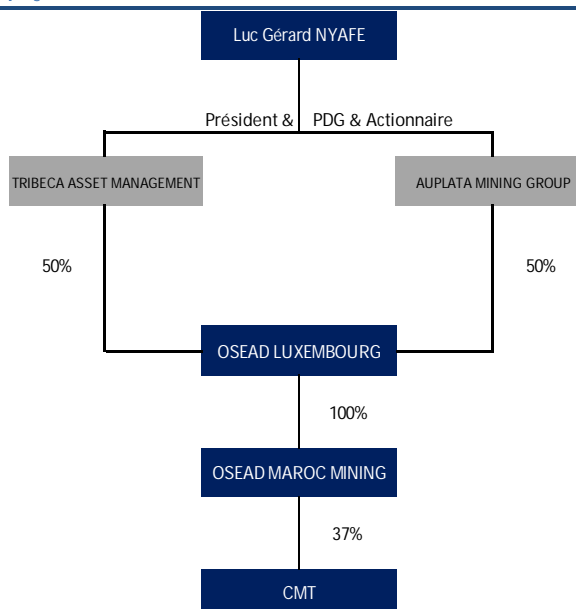 Luc Gérard NYAFE
Président & PDG & Actionnaire
TRIBECA ASSET MANAGEMENT
AUPLATA MINING GROUP
50%
50%
OSEAD LUXEMBOURG
100%
OSEAD MAROC MINING
37%
CMT